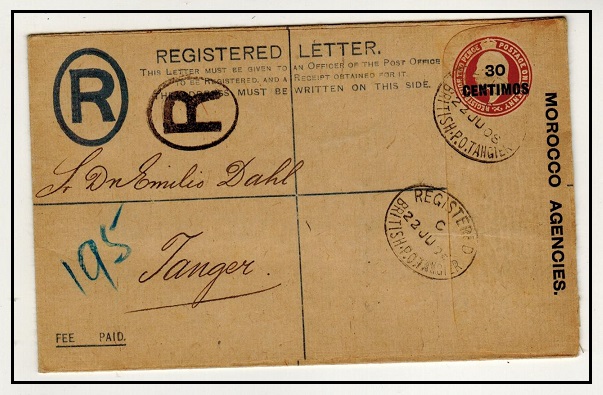 REGISTERED LETTER.
THIS LETTER MUST BE GIVEN TO AN OFFICER OF THE POST OFFICE
TO BE REGISTERED, AND A RECEIPT OBTAINED FOR IT.
THE ADDRESS MUST BE WRITTEN ON THIS SIDE.
R
R
30
CENTIMOS
POSTAGE
BRITISH.P.O.TANGIER
22 JU 08
MOROCCO AGENCIES.
S. Dn Emilio Dahl
REGISTERED
C
22 JU
BRITISH.P.O.TANGIER
195
Tanger.
FEE PAID.